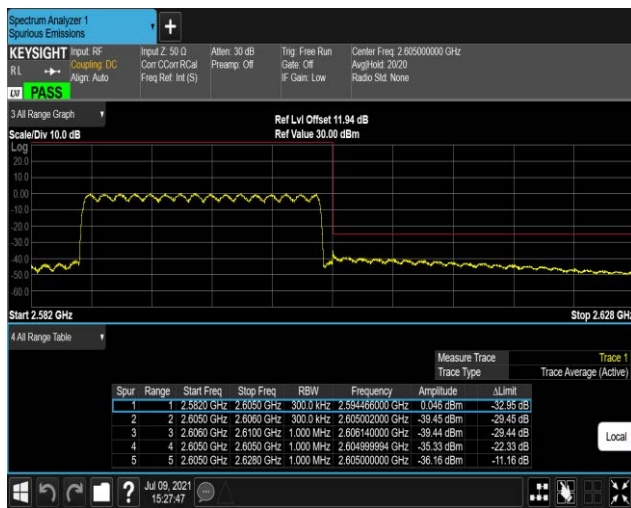 Spectrum Analyzer 1
Spurious Emissions
KEYSIGHT Input: RF Input Z: 50 Ω Atten: 30 dB Trig: Free Run Center Freq: 2.605000000 GHz
RL Coupling: DC Corr CCorr RCal Preamp: Off Gate: Off Avg|Hold: 20/20
Align: Auto Freq Ref: Int (S) IF Gain: Low Radio Std: None
LXI PASS
3 All Range Graph
Ref Lvl Offset 11.94 dB
Scale/Div 10.0 dB Ref Value 30.00 dBm
Log
20.0
10.0
0.00
-10.0
-20.0
-30.0
-40.0
-50.0
-60.0
Start 2.582 GHz Stop 2.628 GHz
4 All Range Table
Measure Trace Trace 1
Trace Type Trace Average (Active)
Spur Range Start Freq Stop Freq RBW Frequency Amplitude ΔLimit
1 1 2.5820 GHz 2.6050 GHz 300.0 kHz 2.594466000 GHz 0.046 dBm -32.95 dB
2 2 2.6050 GHz 2.6060 GHz 300.0 kHz 2.605002000 GHz -39.45 dBm -29.45 dB
3 3 2.6060 GHz 2.6100 GHz 1.000 MHz 2.606140000 GHz -39.44 dBm -29.44 dB
4 4 2.6050 GHz 2.6050 GHz 1.000 MHz 2.604999994 GHz -35.33 dBm -22.33 dB
5 5 2.6050 GHz 2.6280 GHz 1.000 MHz 2.605000000 GHz -36.16 dBm -11.16 dB
Local
Jul 09, 2021
15:27:47